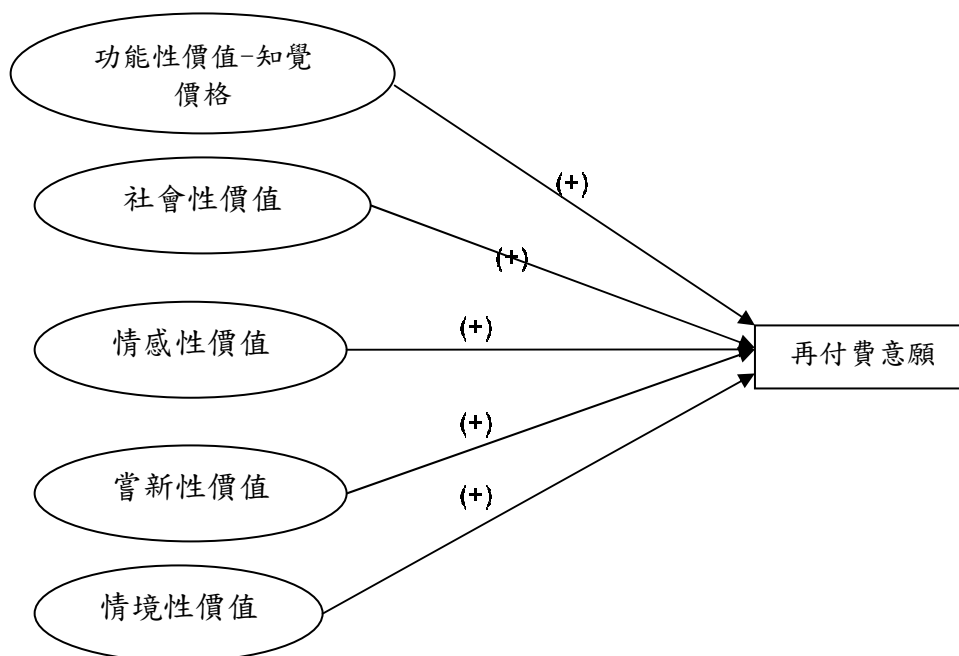 功能性價值-知覺
價格
(+)
社會性價值
(+)
情感性價值
(+)
再付費意願
嘗新性價值
(+)
(+)
情境性價值